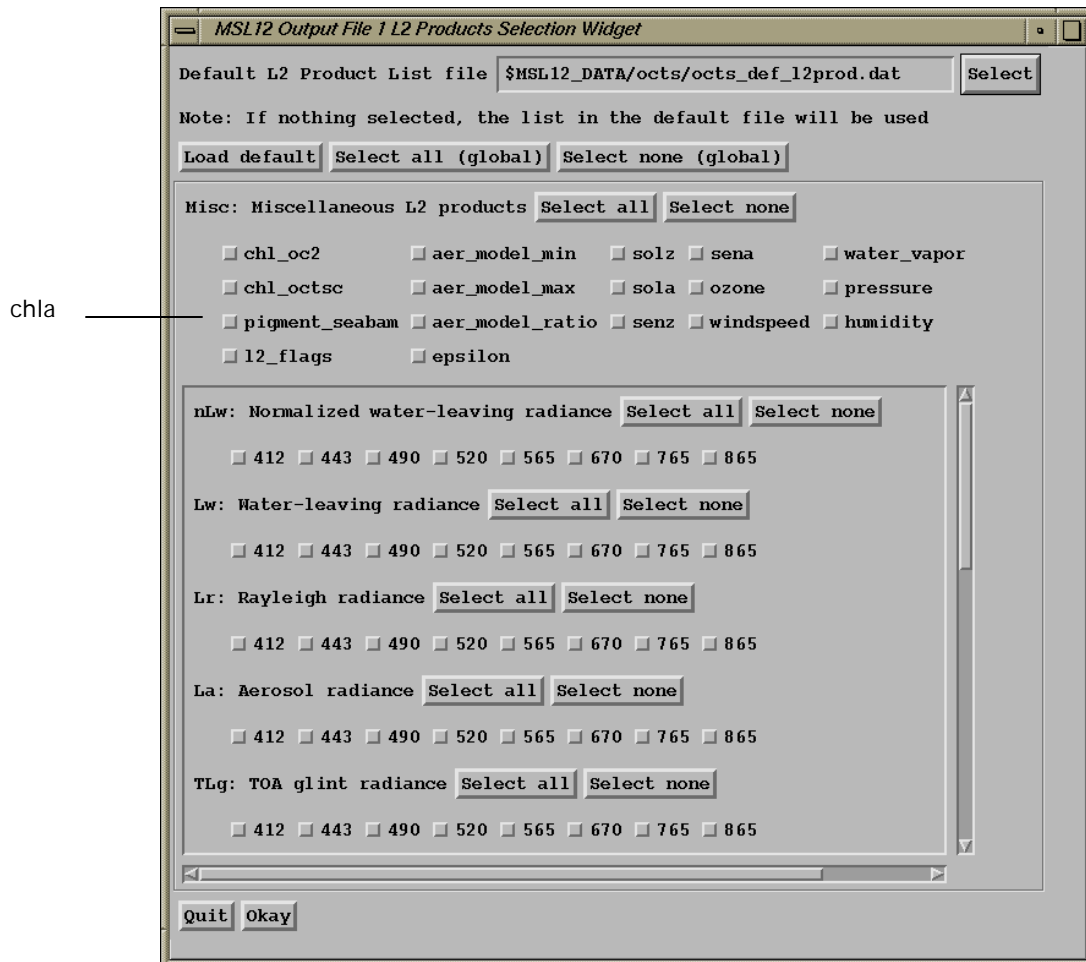 MSL12 Output File 1 L2 Products Selection Widget
Default L2 Product List file $MSL12_DATA/octs/octs_def_l2prod.dat Select
Note: If nothing selected, the list in the default file will be used
Load default Select all (global) Select none (global)
Misc: Miscellaneous L2 products Select all Select none
chl_oc2 aer_model_min solz sena water_vapor
chl_octsc aer_model_max sola ozone pressure
chla
pigment_seabam aer_model_ratio senz windspeed humidity
l2_flags epsilon
nLw: Normalized water-leaving radiance Select all Select none
412 443 490 520 565 670 765 865
Lw: Water-leaving radiance Select all Select none
412 443 490 520 565 670 765 865
Lr: Rayleigh radiance Select all Select none
412 443 490 520 565 670 765 865
La: Aerosol radiance Select all Select none
412 443 490 520 565 670 765 865
TLg: TOA glint radiance Select all Select none
412 443 490 520 565 670 765 865
Quit Okay